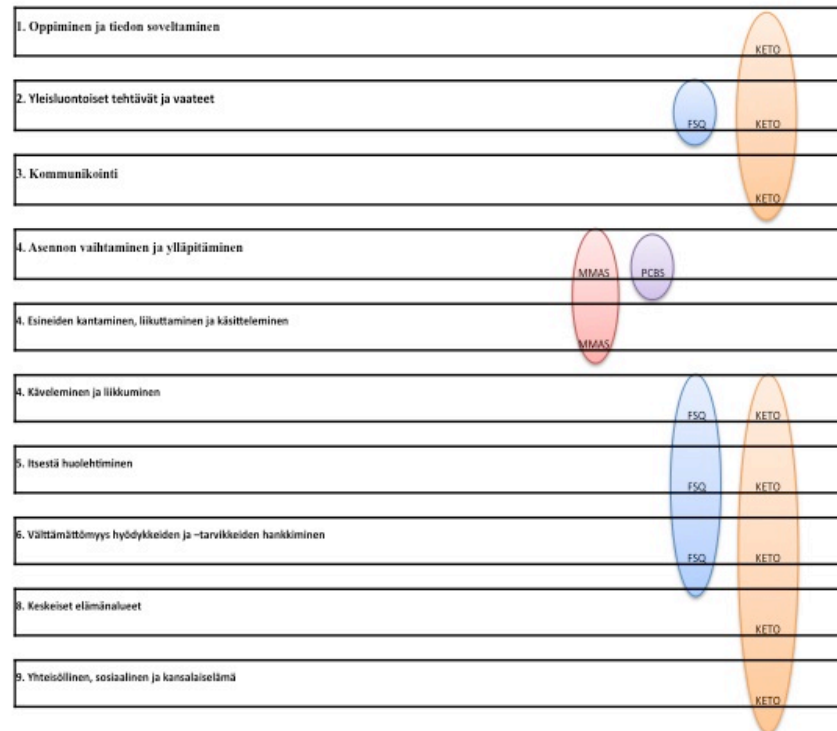 1. Oppiminen ja tiedon soveltaminen
KETO
2. Yleisluontoiset tehtävät ja vaateet
FSQ KETO
3. Kommunikointi
KETO
4. Asennon vaihtaminen ja ylläpitäminen
MMAS PCBS
4. Esineiden kantaminen, liikuttaminen ja käsitteleminen
MMAS
4. Käveleminen ja liikkuminen
FSQ KETO
5. Itsestä huolehtiminen
FSQ KETO
6. Välttämättömyys hyödykkeiden ja –tarvikkeiden hankkiminen
FSQ KETO
8. Keskeiset elämänalueet
KETO
9. Yhteisöllinen, sosiaalinen ja kansalaiselämä
KETO